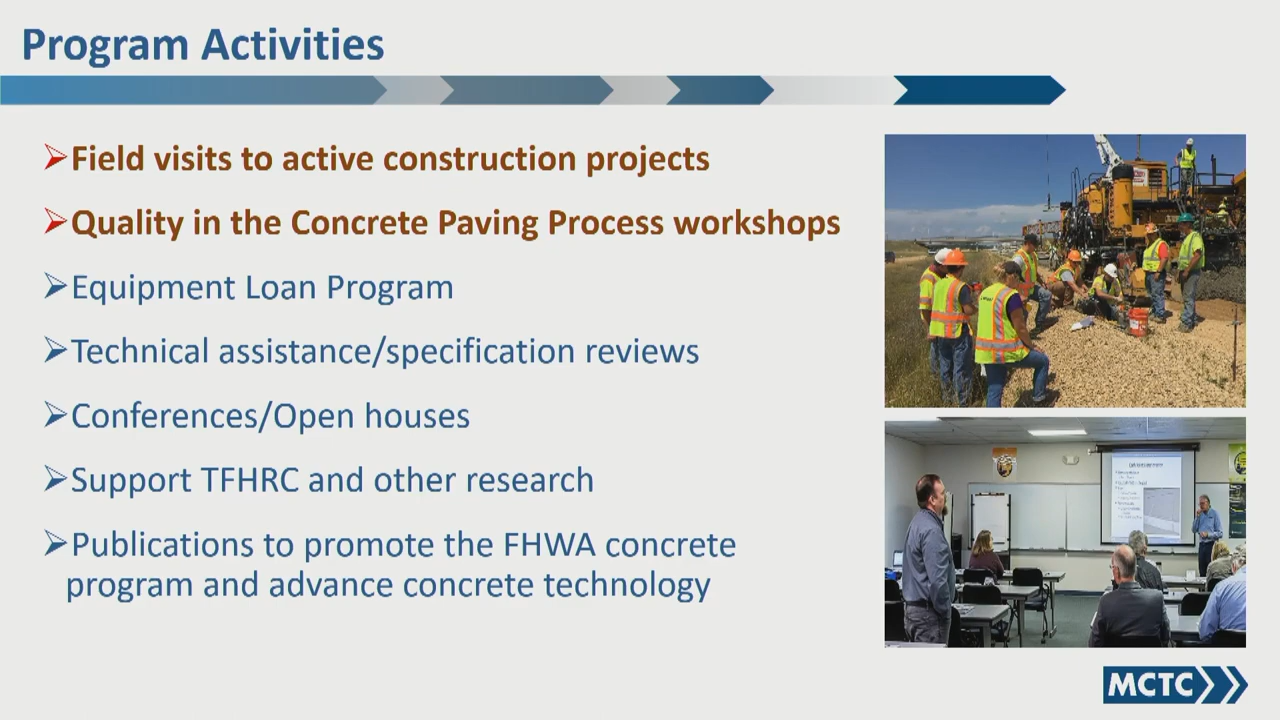 Program Activities
➢Field visits to active construction projects
➢Quality in the Concrete Paving Process workshops
➢Equipment Loan Program
➢Technical assistance/specification reviews
➢Conferences/Open houses
➢Support TFHRC and other research
➢Publications to promote the FHWA concrete
program and advance concrete technology
MCTC